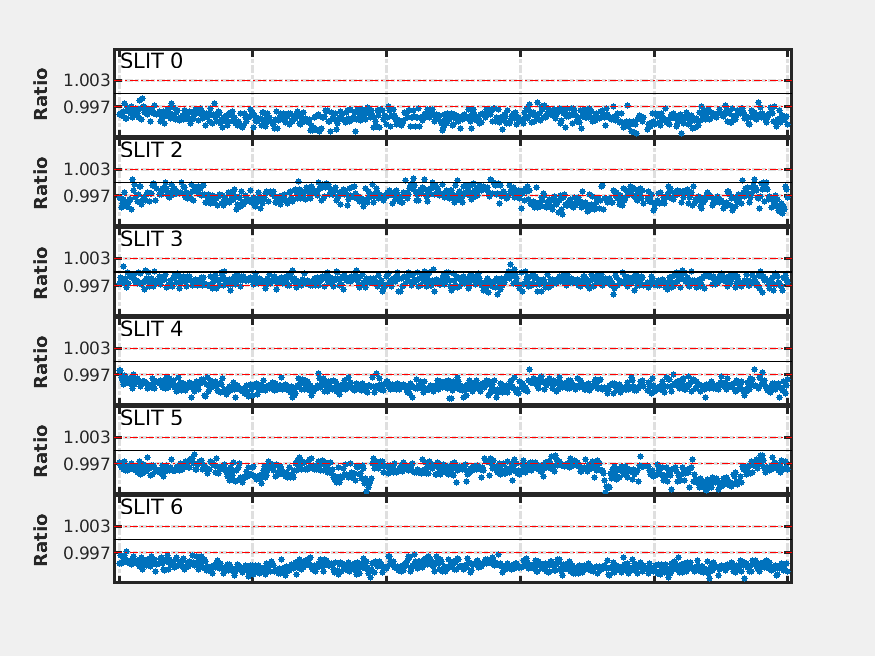 SLIT 0
Ratio
1.003
0.997
SLIT 2
Ratio
1.003
0.997
SLIT 3
Ratio
1.003
0.997
SLIT 4
Ratio
1.003
0.997
SLIT 5
Ratio
1.003
0.997
SLIT 6
Ratio
1.003
0.997